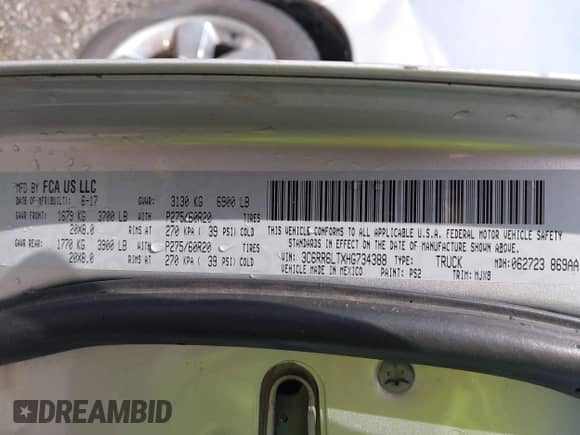 MFD BY FCA US LLC
DATE OF MFR(BUILT): 6-17 GVWR: 3130 KG 6900 LB
GAWR FRONT: 1679 KG 3700 LB WITH P275/60R20 TIRES
20X8.0 RIMS AT 270 KPA( 39 PSI) COLD
GAWR REAR: 1770 KG 3900 LB WITH P275/60R20 TIRES
20X8.0 RIMS AT 270 KPA( 39 PSI) COLD
THIS VEHICLE CONFORMS TO ALL APPLICABLE U.S.A. FEDERAL MOTOR VEHICLE SAFETY
STANDARDS IN EFFECT ON THE DATE OF MANUFACTURE SHOWN ABOVE.
VIN: 3C6RR6LTXHG734388 TYPE: TRUCK MDH: 062723 869AA
VEHICLE MADE IN MEXICO PAINT: PS2 TRIM: MJX9
DREAMBID